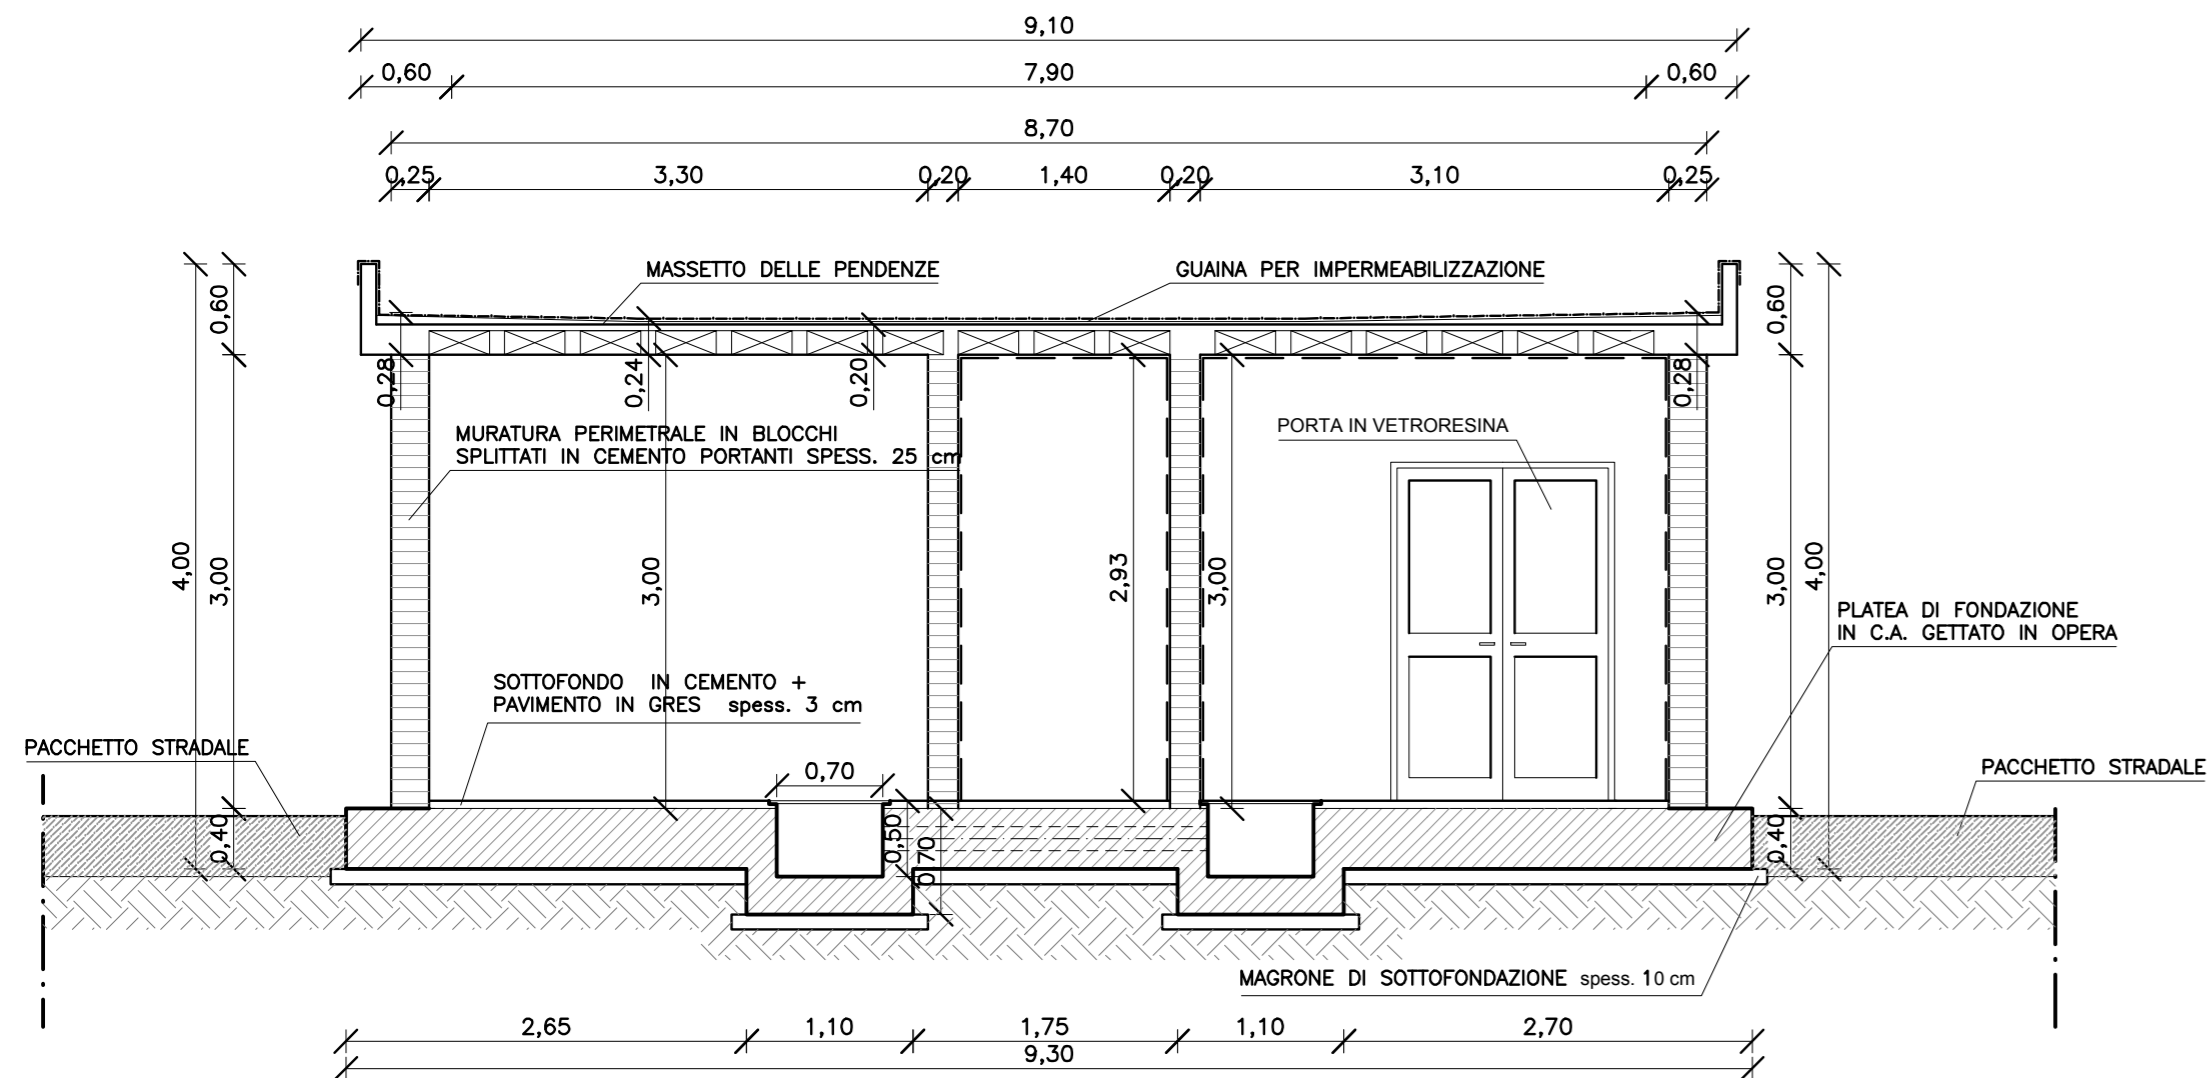 9,10
0,60 7,90 0,60
8,70
0,25 3,30 0,20 1,40 0,20 3,10 0,25
MASSETTO DELLE PENDENZE
GUAINA PER IMPERMEABILIZZAZIONE
0,60
0,60
0,28
0,24
0,20
0,28
MURATURA PERIMETRALE IN BLOCCHI
SPLITTATI IN CEMENTO PORTANTI SPESS. 25 cm
PORTA IN VETRORESINA
4,00
3,00
3,00
2,93
3,00
3,00
4,00
PLATEA DI FONDAZIONE
IN C.A. GETTATO IN OPERA
SOTTOFONDO IN CEMENTO +
PAVIMENTO IN GRES spess. 3 cm
PACCHETTO STRADALE
PACCHETTO STRADALE
0,70
0,40
0,50
0,70
0,40
MAGRONE DI SOTTOFONDAZIONE spess. 10 cm
2,65 1,10 1,75 1,10 2,70
9,30